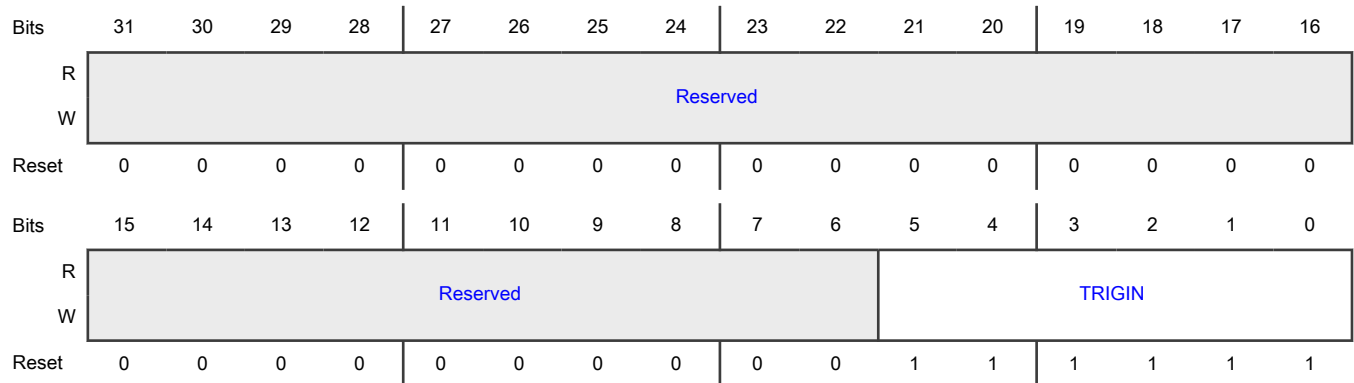 Bits 31 30 29 28 27 26 25 24 23 22 21 20 19 18 17 16
R
Reserved
W
Reset 0 0 0 0 0 0 0 0 0 0 0 0 0 0 0 0
Bits 15 14 13 12 11 10 9 8 7 6 5 4 3 2 1 0
R
Reserved TRIGIN
W
Reset 0 0 0 0 0 0 0 0 0 0 1 1 1 1 1 1